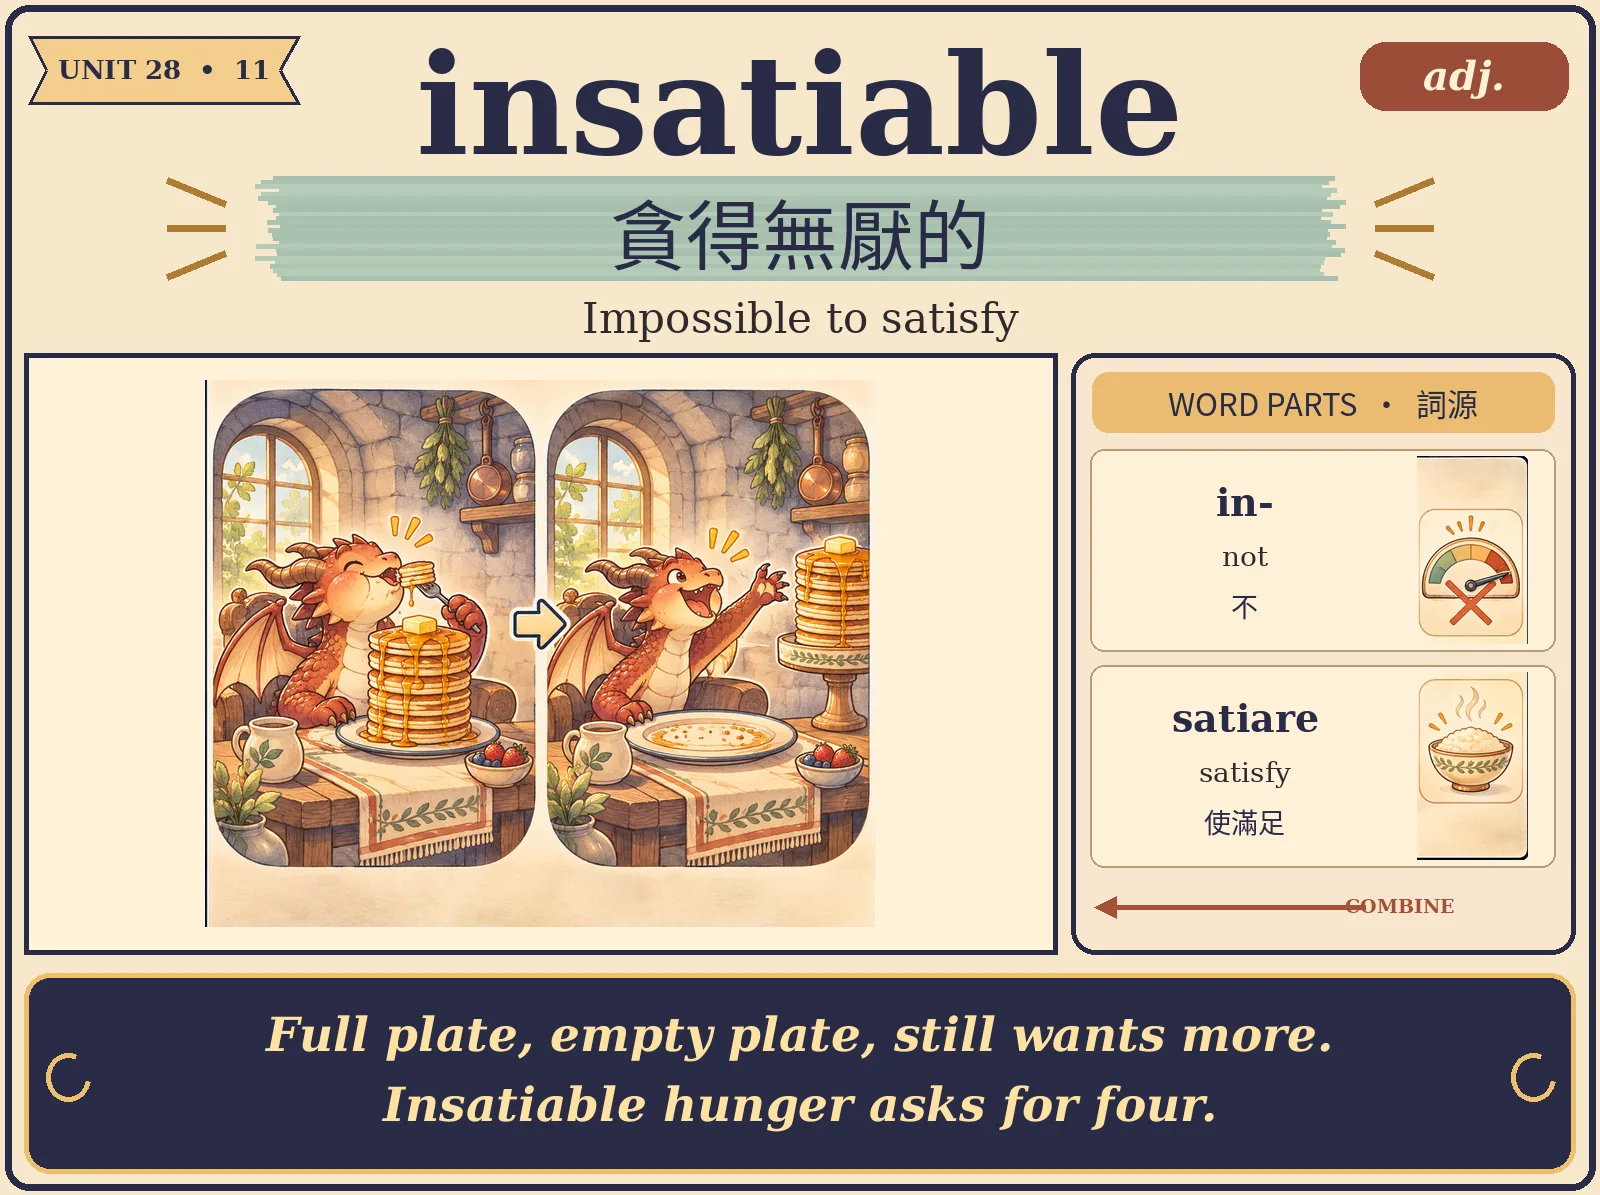 UNIT 28 • 11
insatiable
adj.
貪得無厭的
Impossible to satisfy
WORD PARTS • 詞源
in-
not
不
satiare
satisfy
使滿足
COMBINE
Full plate, empty plate, still wants more.
Insatiable hunger asks for four.